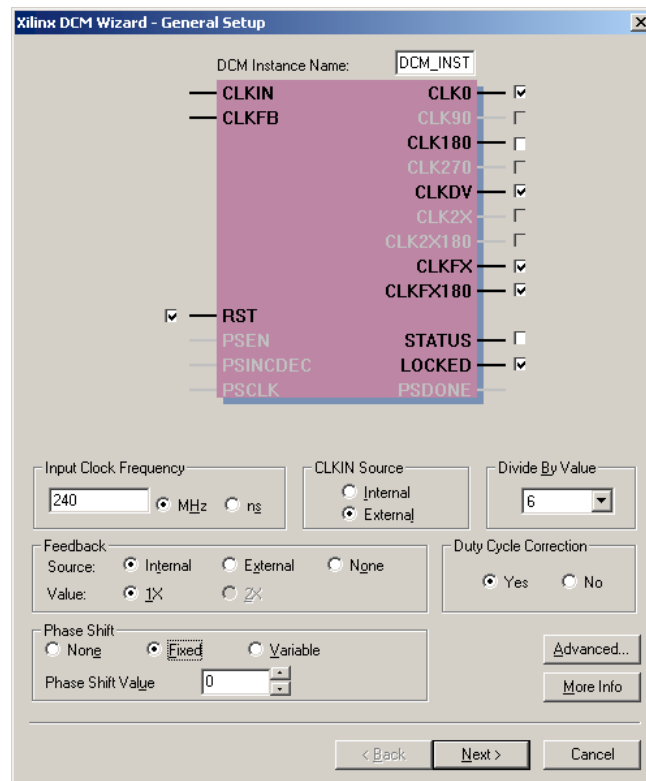 Xilinx DCM Wizard - General Setup
DCM Instance Name: DCM_INST
CLKIN CLK0
CLKFB CLK90
CLK180
CLK270
CLKDV
CLK2X
CLK2X180
CLKFX
CLKFX180
RST
PSEN STATUS
PSINCDEC LOCKED
PSCLK PSDONE
Input Clock Frequency
240 MHz ns
CLKIN Source
Internal
External
Divide By Value
6
Feedback
Source: Internal External None
Value: 1X 2X
Duty Cycle Correction
Yes No
Phase Shift
None Fixed Variable
Phase Shift Value 0
Advanced...
More Info
< Back Next > Cancel